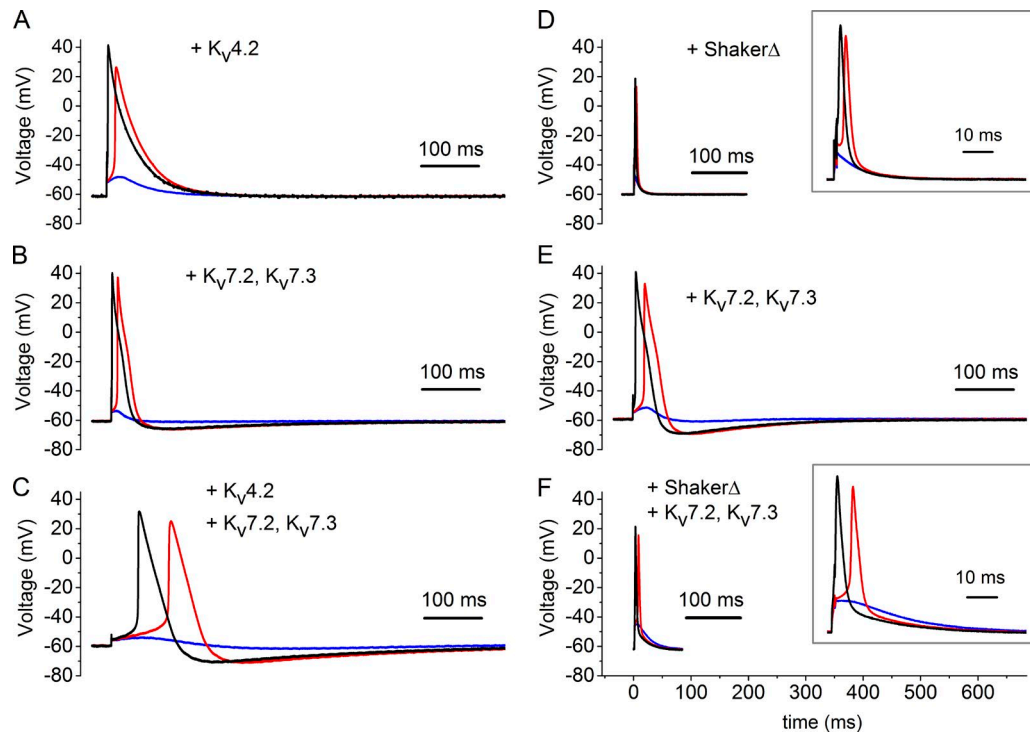 A
+ KV4.2
Voltage (mV)
40
20
0
-20
-40
-60
-80
100 ms
B
+ KV7.2, KV7.3
Voltage (mV)
40
20
0
-20
-40
-60
-80
100 ms
C
+ KV4.2
+ KV7.2, KV7.3
Voltage (mV)
40
20
0
-20
-40
-60
-80
100 ms
D
+ ShakerΔ
Voltage (mV)
40
20
0
-20
-40
-60
-80
100 ms
10 ms
E
+ KV7.2, KV7.3
Voltage (mV)
40
20
0
-20
-40
-60
-80
100 ms
F
+ ShakerΔ
+ KV7.2, KV7.3
Voltage (mV)
40
20
0
-20
-40
-60
-80
100 ms
10 ms
0 100 200 300 400 500 600
time (ms)